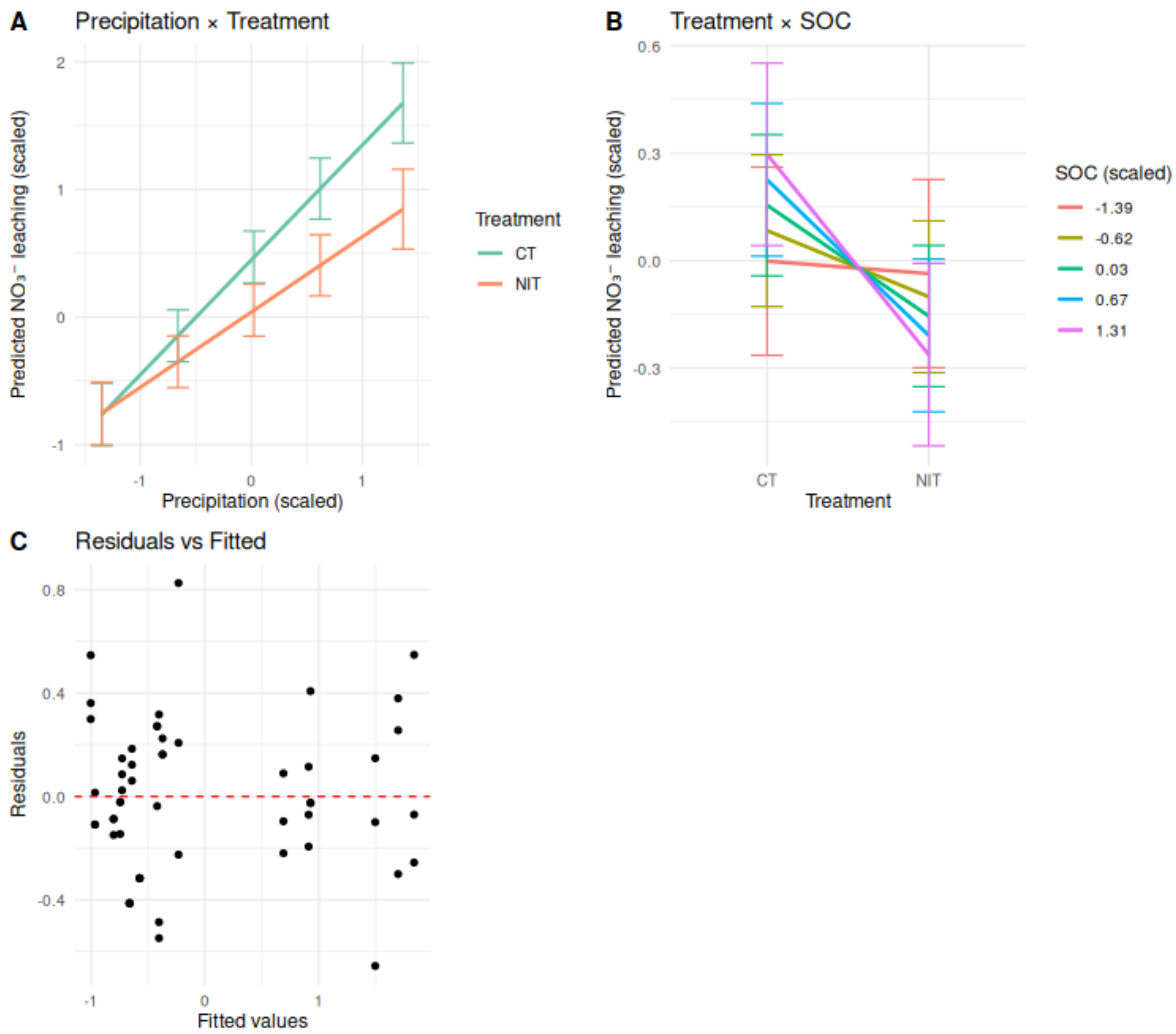 A Precipitation × Treatment
2
1
0
-1
Predicted NO₃⁻ leaching (scaled)
-1 0 1
Precipitation (scaled)
Treatment
CT
NIT
B Treatment × SOC
0.6
0.3
0.0
-0.3
Predicted NO₃⁻ leaching (scaled)
CT NIT
Treatment
SOC (scaled)
-1.39
-0.62
0.03
0.67
1.31
C Residuals vs Fitted
0.8
0.4
0.0
-0.4
Residuals
-1 0 1
Fitted values